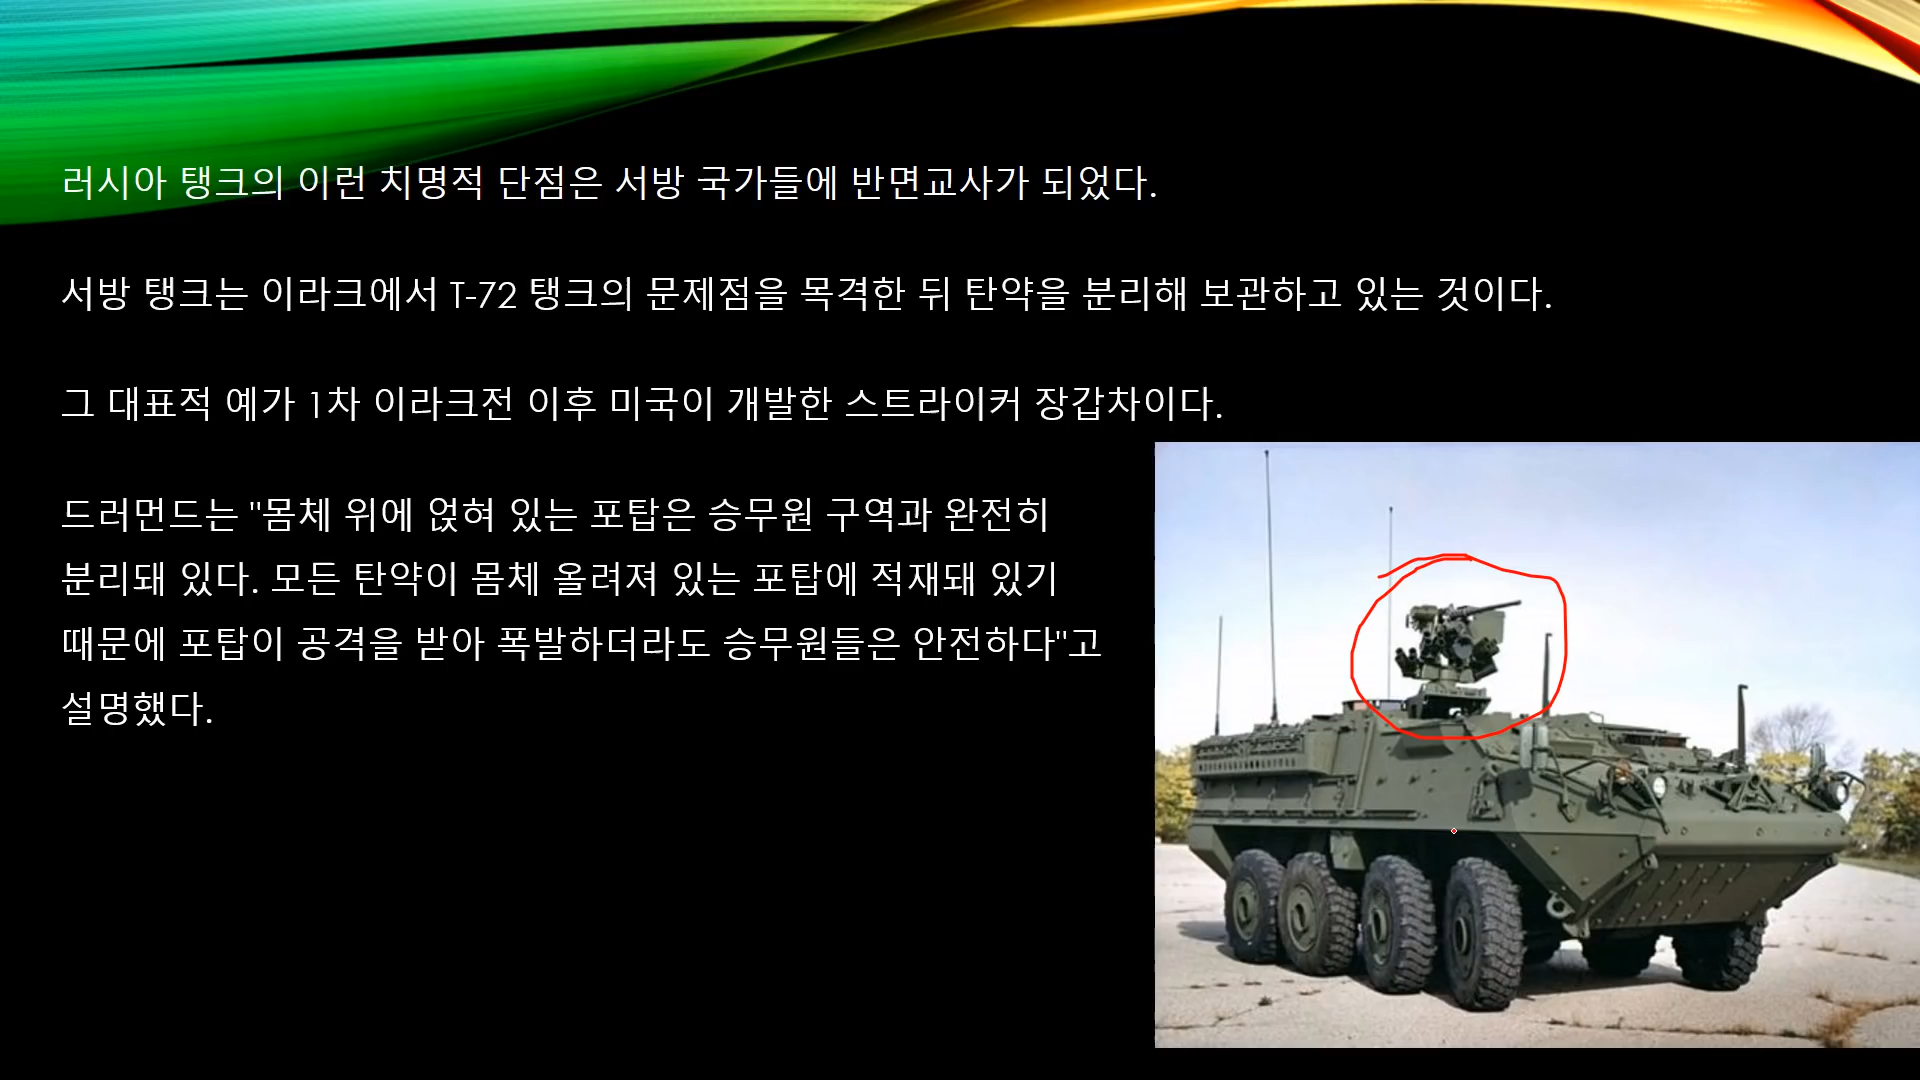 러시아 탱크의 이런 치명적 단점은 서방 국가들에 반면교사가 되었다.
서방 탱크는 이라크에서 T-72 탱크의 문제점을 목격한 뒤 탄약을 분리해 보관하고 있는 것이다.
그 대표적 예가 1차 이라크전 이후 미국이 개발한 스트라이커 장갑차이다.
드러먼드는 "몸체 위에 얹혀 있는 포탑은 승무원 구역과 완전히
분리돼 있다. 모든 탄약이 몸체 올려져 있는 포탑에 적재돼 있기
때문에 포탑이 공격을 받아 폭발하더라도 승무원들은 안전하다"고
설명했다.